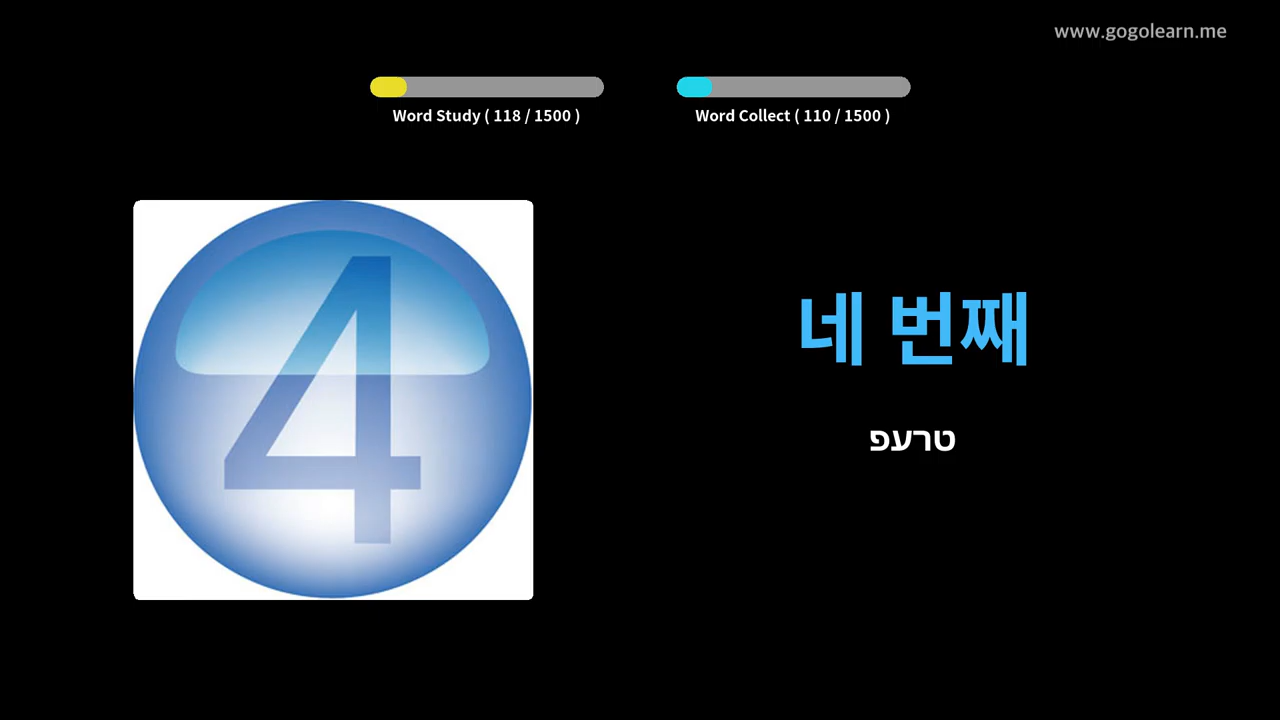 www.gogolearn.me
Word Study ( 118 / 1500 )
Word Collect ( 110 / 1500 )
4
네 번째
טרעפ